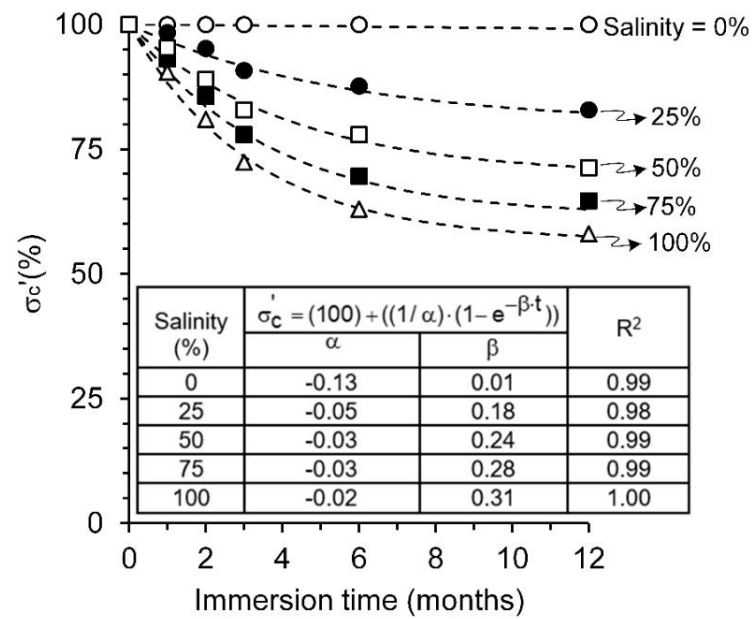 100
75
50
25
0
σc'(%)
Salinity = 0%
25%
50%
75%
100%
Salinity (%) σc' = (100)+((1/α)·(1– e^–β·t)) R²
α β
0 -0.13 0.01 0.99
25 -0.05 0.18 0.98
50 -0.03 0.24 0.99
75 -0.03 0.28 0.99
100 -0.02 0.31 1.00
0 2 4 6 8 10 12
Immersion time (months)